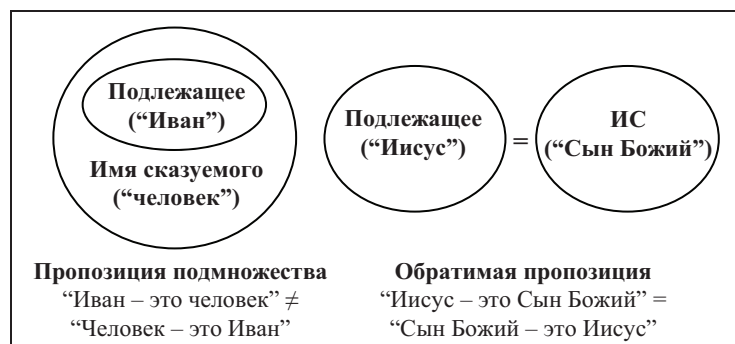 Подлежащее
(“Иван”)
Имя сказуемого
(“человек”)
Подлежащее
(“Иисус”)
=
ИС
(“Сын Божий”)
Пропозиция подмножества
“Иван – это человек” ≠
“Человек – это Иван”
Обратимая пропозиция
“Иисус – это Сын Божий” =
“Сын Божий – это Иисус”